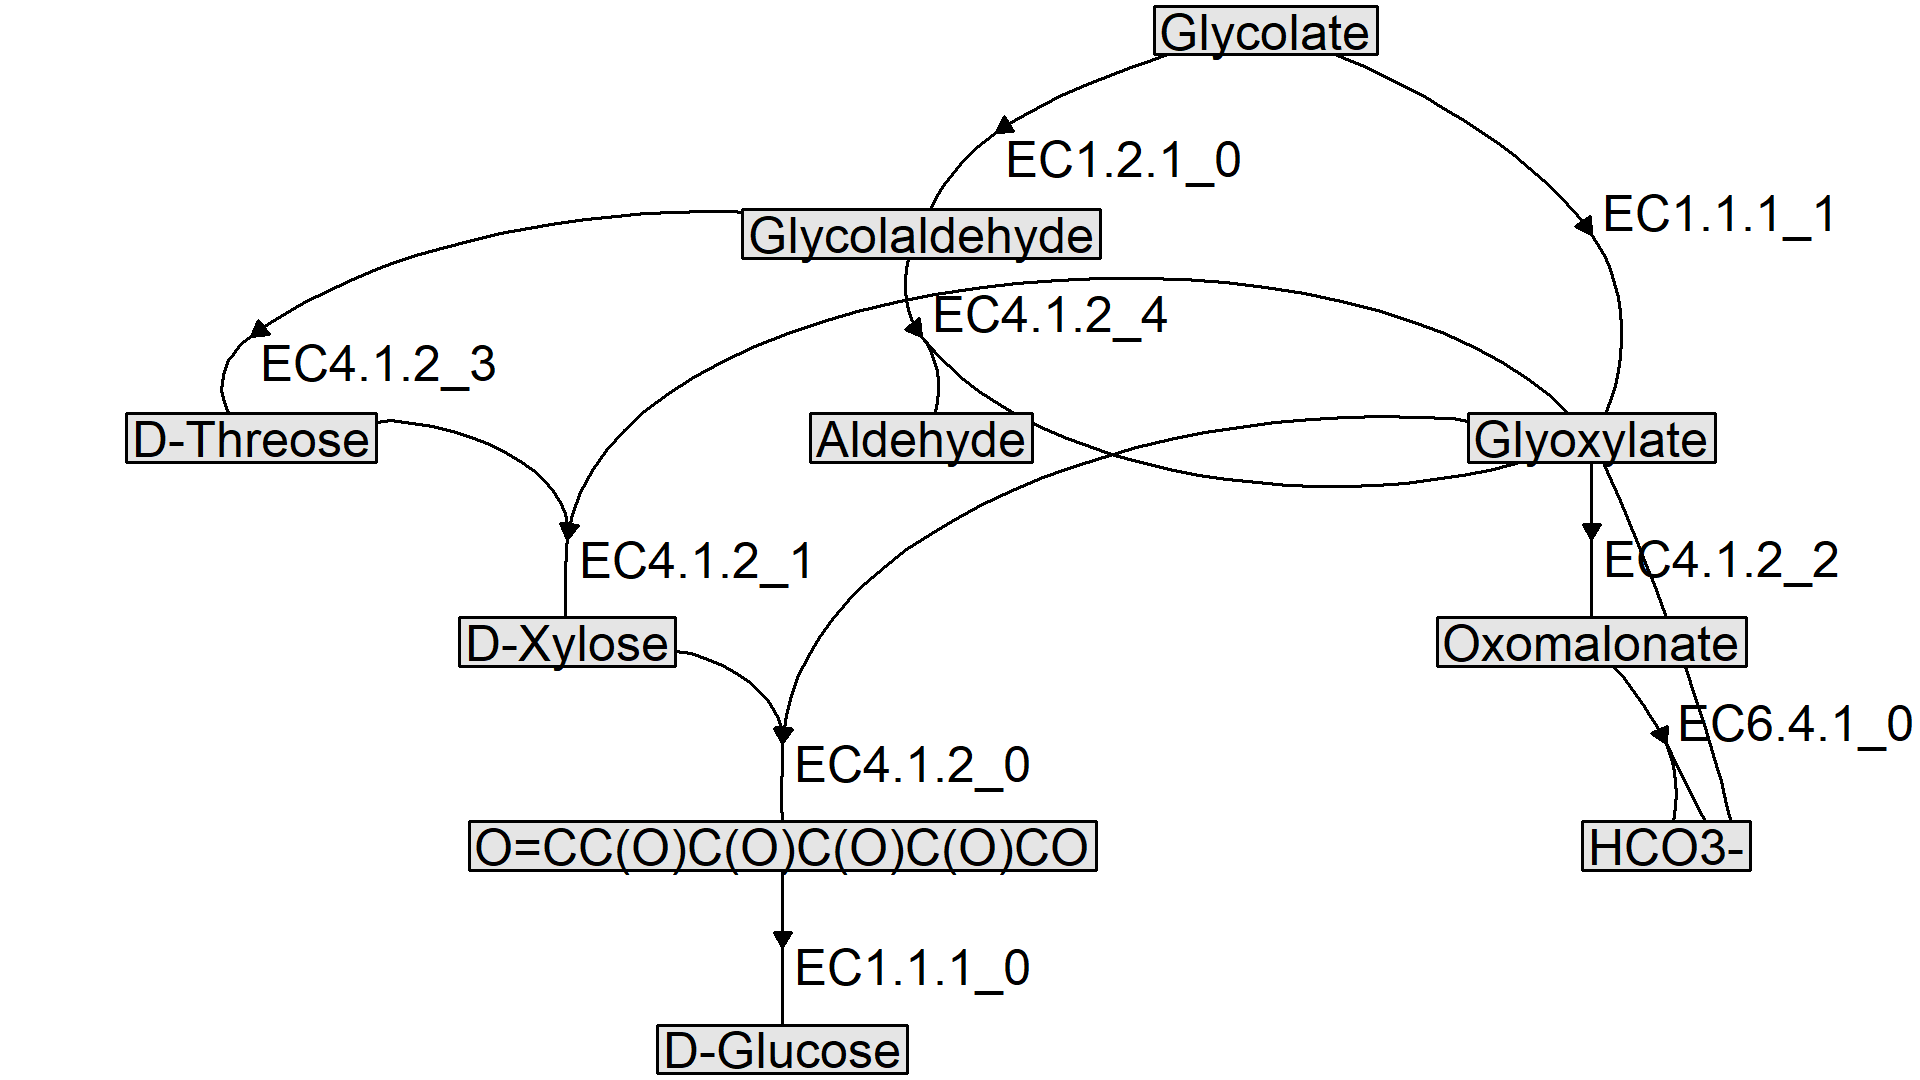 Glycolate
EC1.2.1_0
EC1.1.1_1
Glycolaldehyde
EC4.1.2_4
EC4.1.2_3
D-Threose
Aldehyde
Glyoxylate
EC4.1.2_1
EC4.1.2_2
D-Xylose
Oxomalonate
EC6.4.1_0
EC4.1.2_0
O=CC(O)C(O)C(O)C(O)CO
HCO3-
EC1.1.1_0
D-Glucose